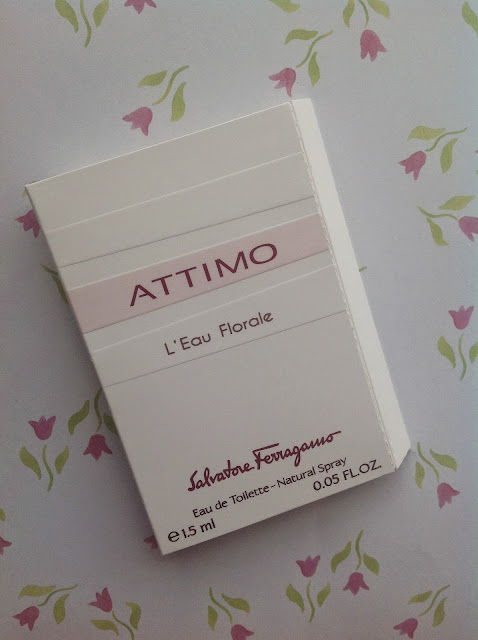 ATTIMO
L'Eau Florale
Salvatore Ferragamo
Eau de Toilette - Natural Spray
℮ 1.5 ml 0.05 FL.OZ.